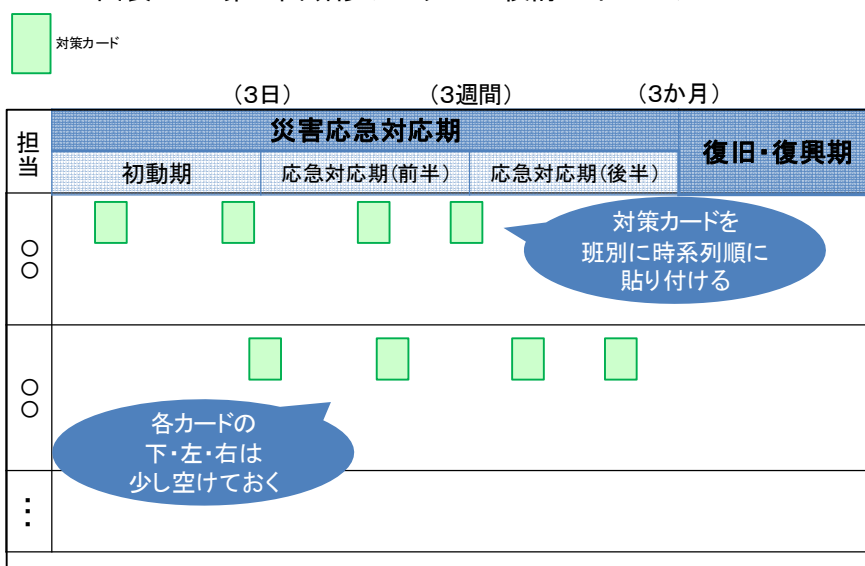 対策カード
(3日)
(3週間)
(3か月)
担当
災害応急対応期
復旧・復興期
初動期
応急対応期(前半)
応急対応期(後半)
○○
対策カードを
班別に時系列順に
貼り付ける
○○
各カードの
下・左・右は
少し空けておく
…